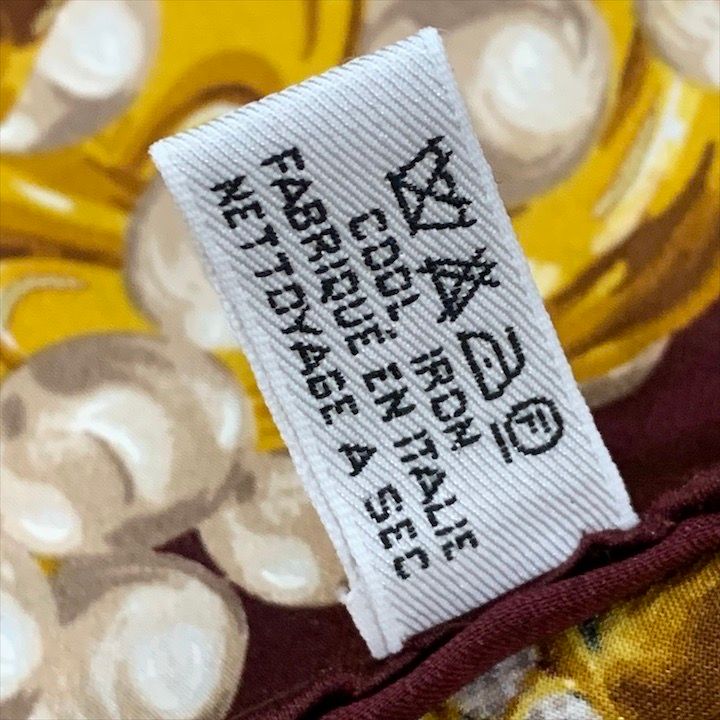 F
COOL IRON
FABRIQUÉ EN ITALIE
NETTOYAGE A SEC